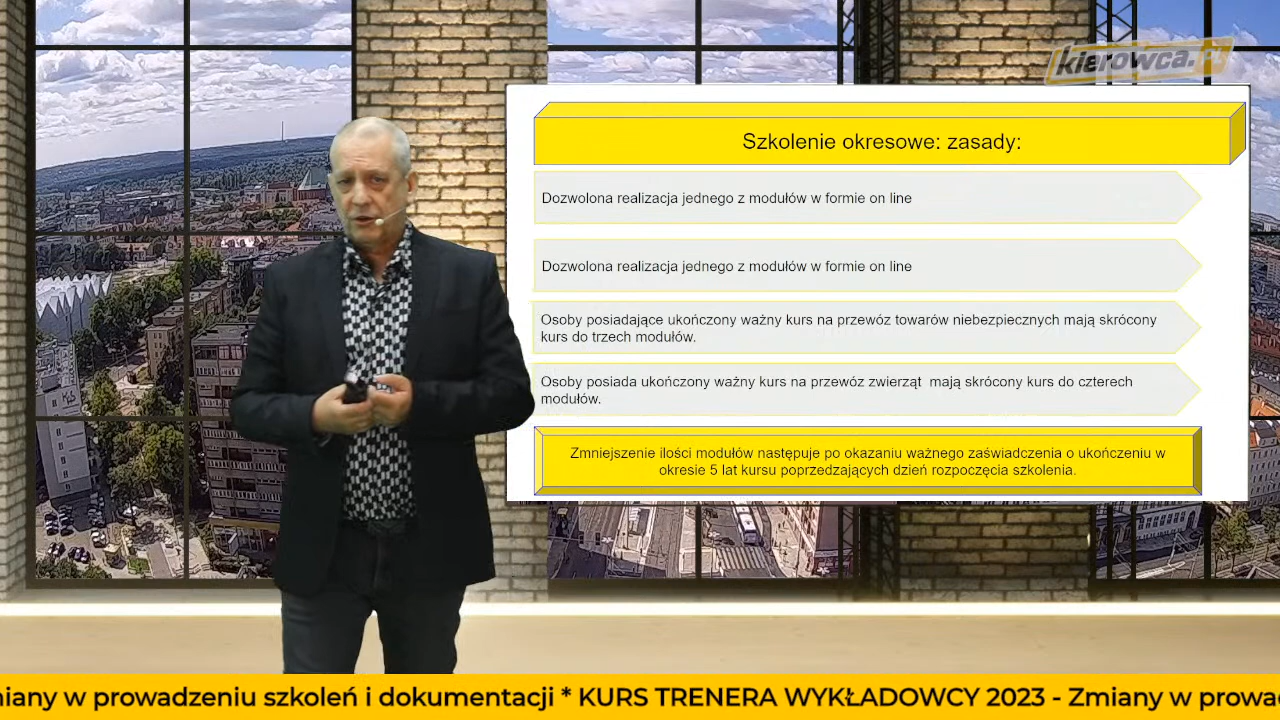 kierowca.
Szkolenie okresowe: zasady:
Dozwolona realizacja jednego z modułów w formie on line
Dozwolona realizacja jednego z modułów w formie on line
Osoby posiadające ukończony ważny kurs na przewóz towarów niebezpiecznych mają skrócony
kurs do trzech modułów.
Osoby posiada ukończony ważny kurs na przewóz zwierząt  mają skrócony kurs do czterech
modułów.
Zmniejszenie ilości modułów następuje po okazaniu ważnego zaświadczenia o ukończeniu w
okresie 5 lat kursu poprzedzających dzień rozpoczęcia szkolenia.
miany w prowadzeniu szkoleń i dokumentacji * KURS TRENERA WYKŁADOWCY 2023 - Zmiany w prowad